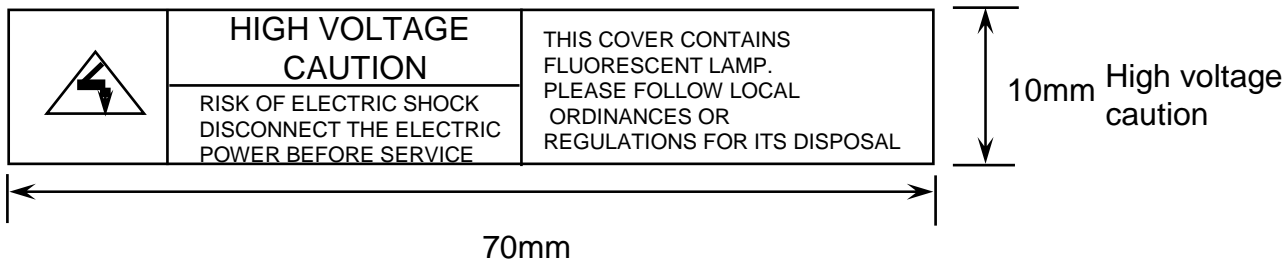 HIGH VOLTAGE
CAUTION
RISK OF ELECTRIC SHOCK
DISCONNECT THE ELECTRIC
POWER BEFORE SERVICE
THIS COVER CONTAINS
FLUORESCENT LAMP.
PLEASE FOLLOW LOCAL
ORDINANCES OR
REGULATIONS FOR ITS DISPOSAL
10mm
High voltage
caution
70mm